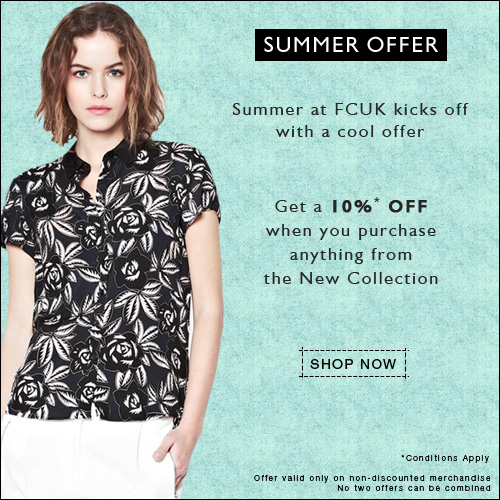 SUMMER OFFER
Summer at FCUK kicks off
with a cool offer
Get a 10%* OFF
when you purchase
anything from
the New Collection
SHOP NOW
*Conditions Apply
Offer valid only on non-discounted merchandise
No two offers can be combined